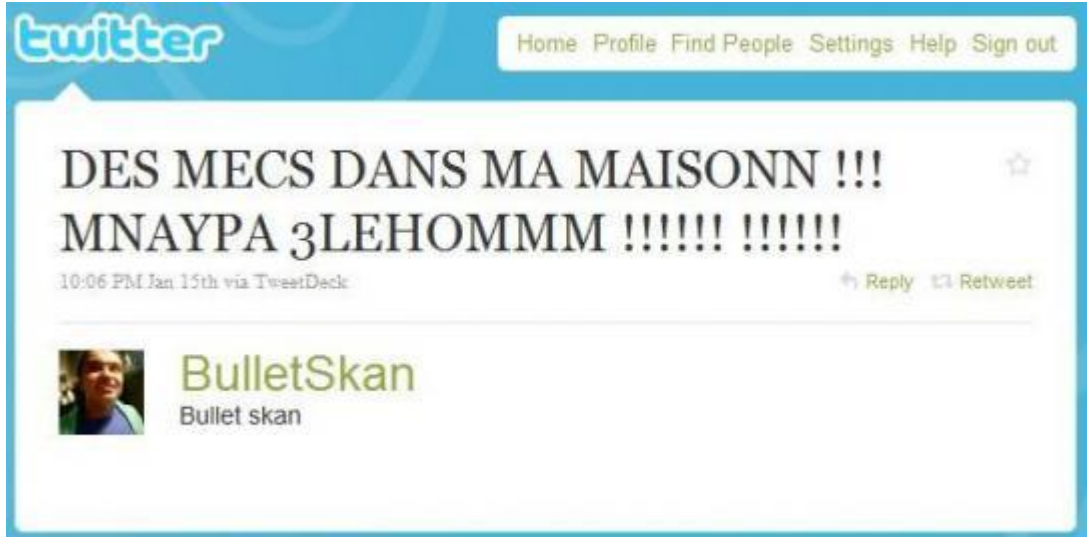 twitter
Home Profile Find People Settings Help Sign out
DES MECS DANS MA MAISONN !!!
MNAYPA 3LEHOMMM !!!!!! !!!!!!
10:06 PM Jan 15th via TweetDeck
Reply Retweet
BulletSkan
Bullet skan